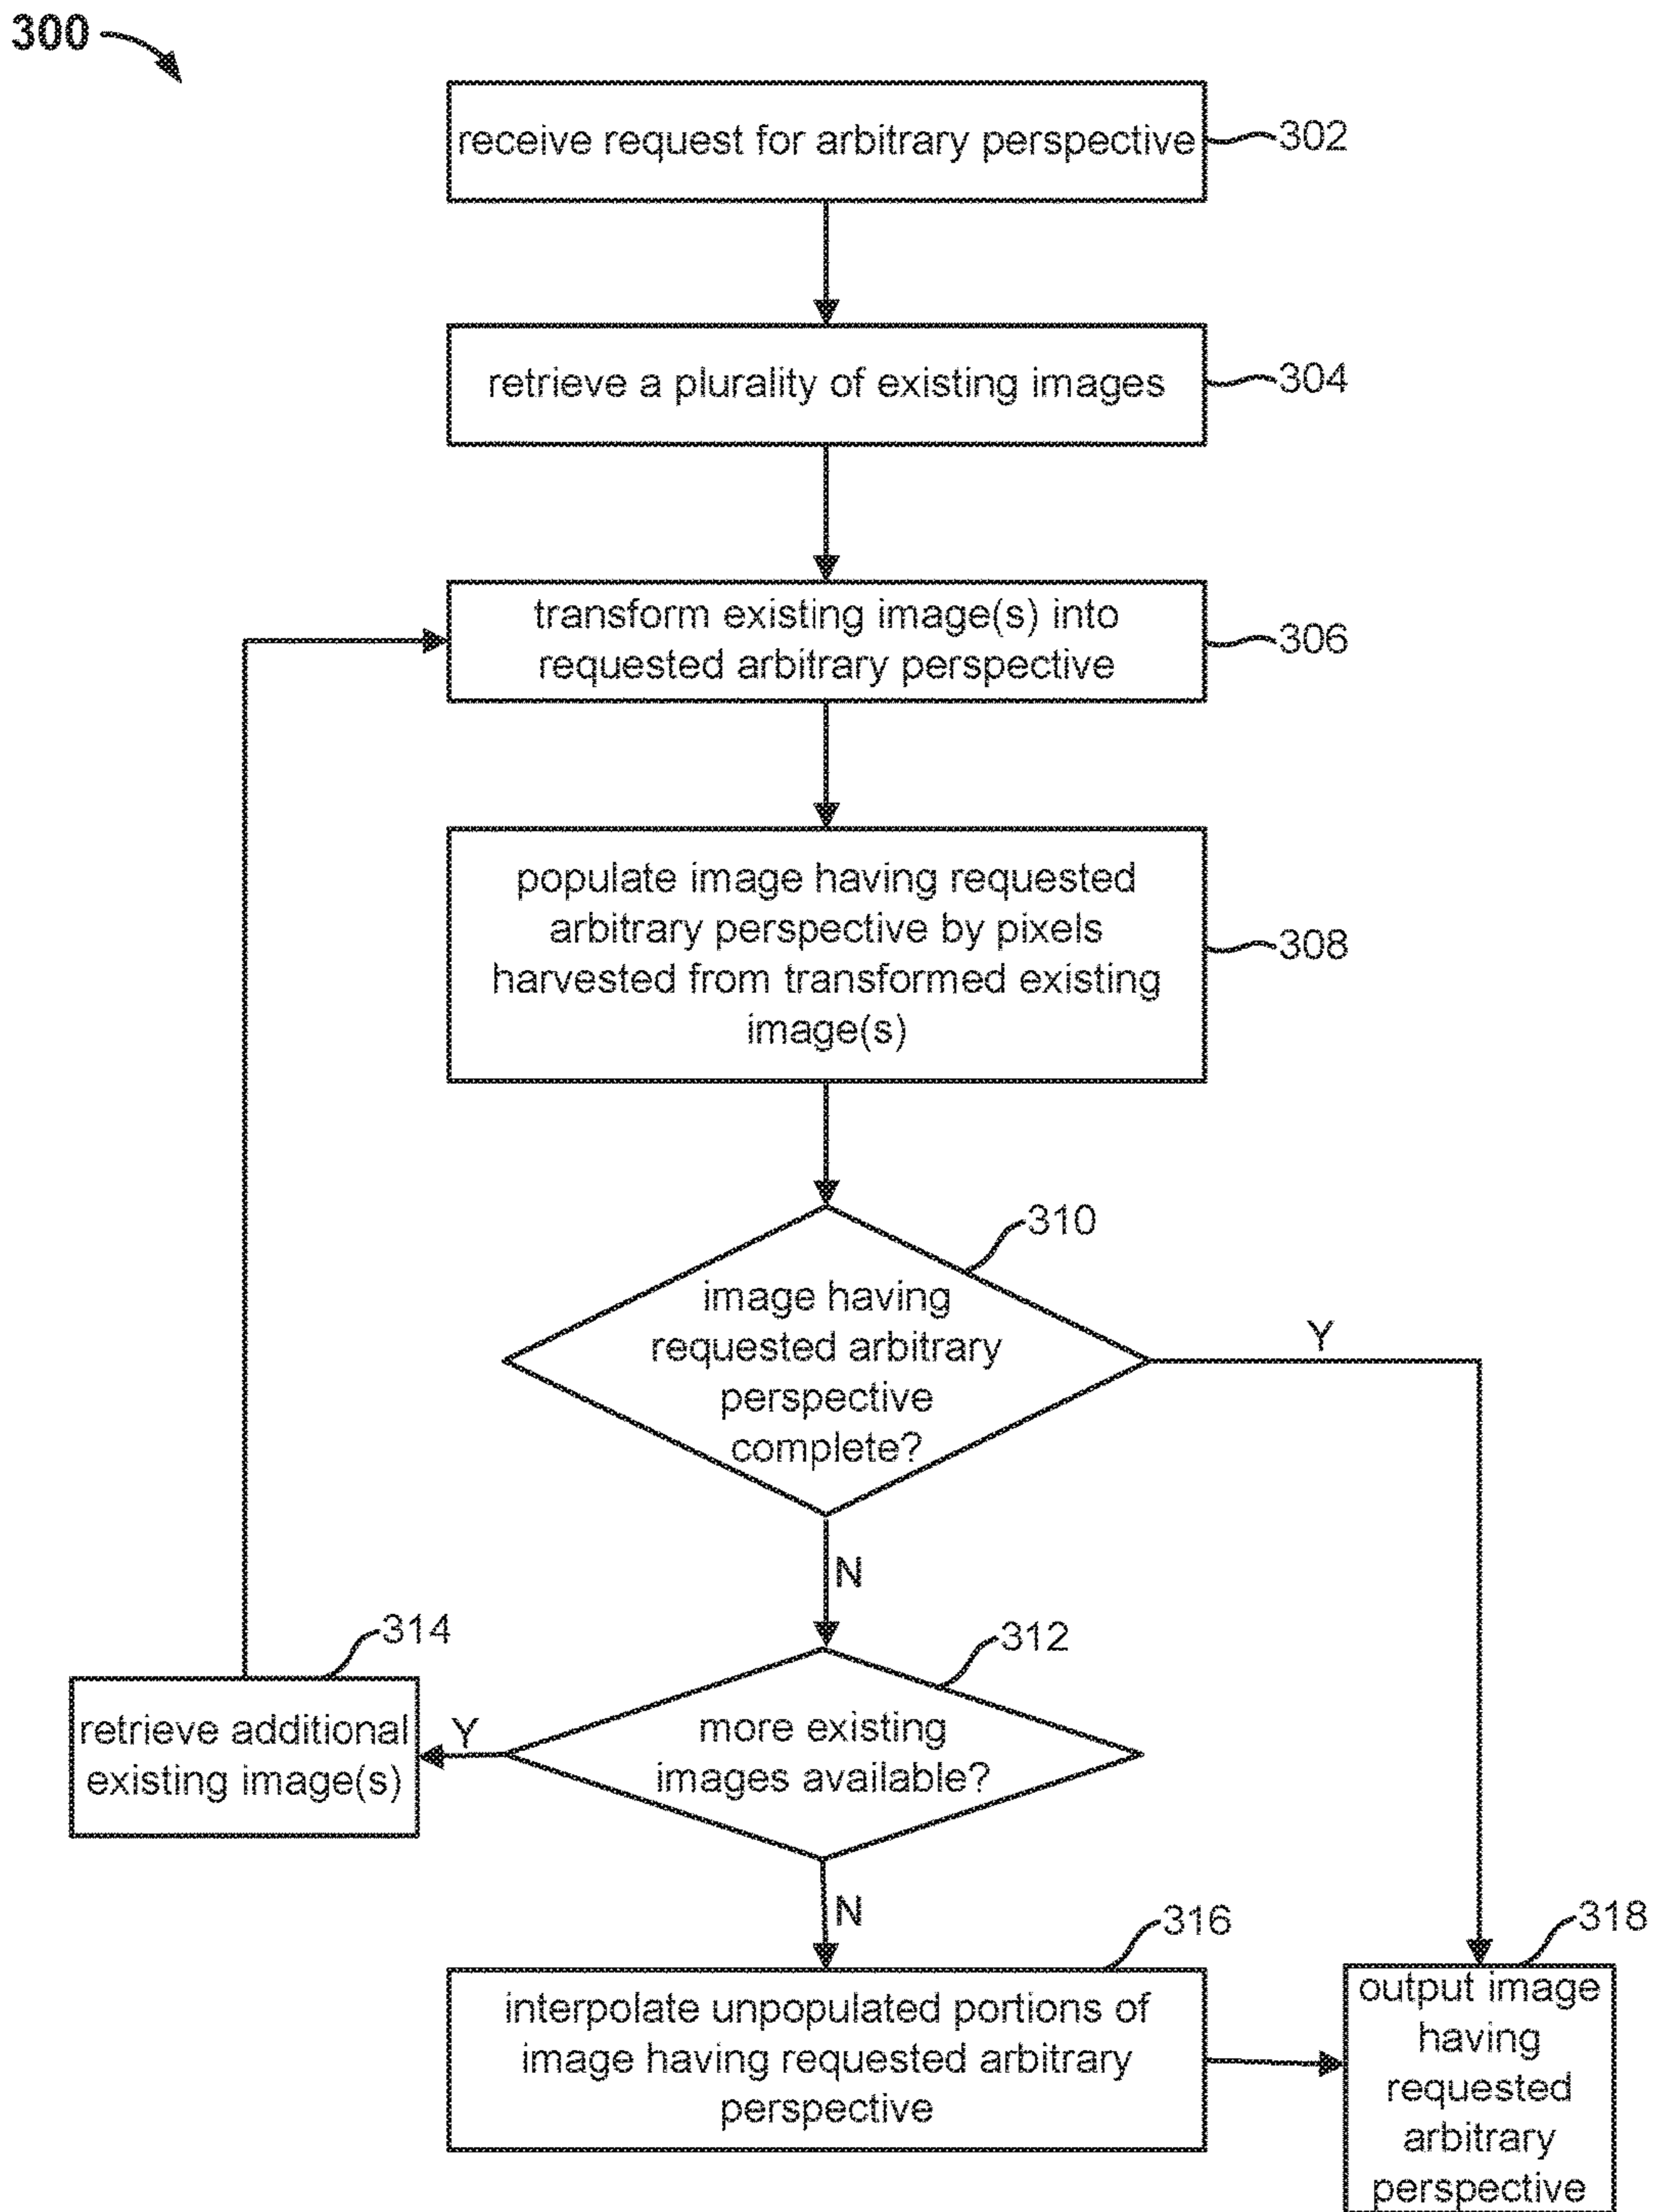 300
receive request for arbitrary perspective
302
retrieve a plurality of existing images
304
transform existing image(s) into
requested arbitrary perspective
306
populate image having requested
arbitrary perspective by pixels
harvested from transformed existing
image(s)
308
310
image having
requested arbitrary
perspective
complete?
Y
N
312
more existing
images available?
Y
314
retrieve additional
existing image(s)
N
316
interpolate unpopulated portions of
image having requested arbitrary
perspective
318
output image
having
requested
arbitrary
perspective